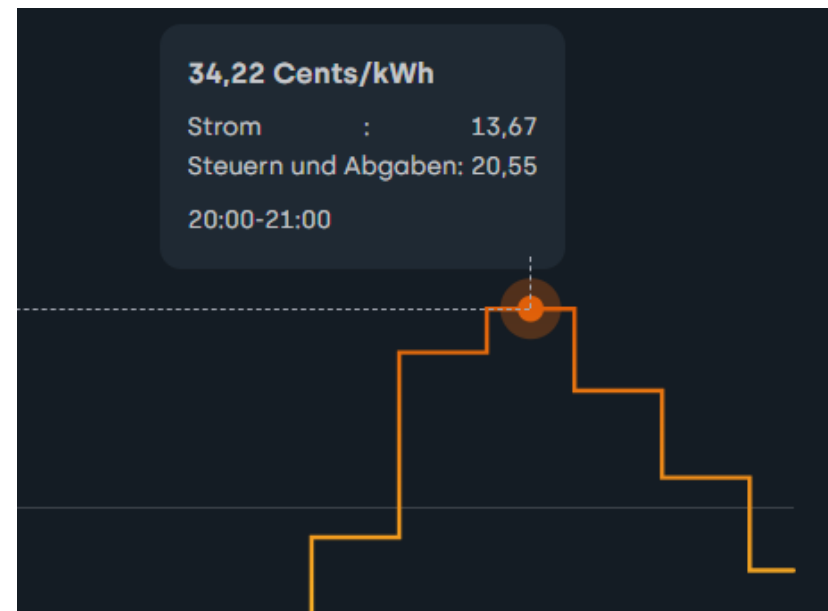 34,22 Cents/kWh
Strom : 13,67
Steuern und Abgaben: 20,55
20:00-21:00